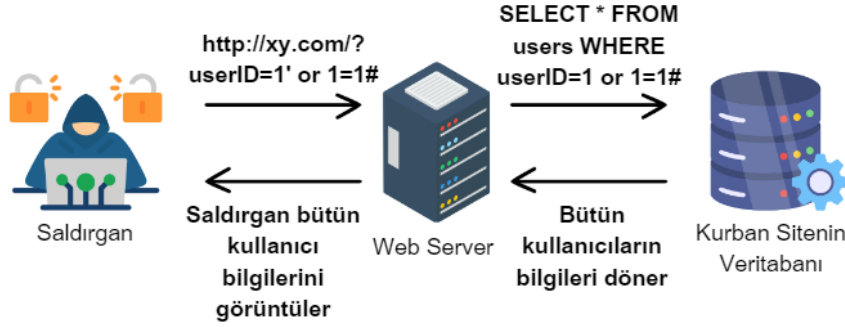 http://xy.com/?
userID=1' or 1=1#
SELECT * FROM
users WHERE
userID=1 or 1=1#
Saldırgan
Saldırgan bütün
kullanıcı
bilgilerini
görüntüler
Web Server
Bütün
kullanıcıların
bilgileri döner
Kurban Sitenin
Veritabanı